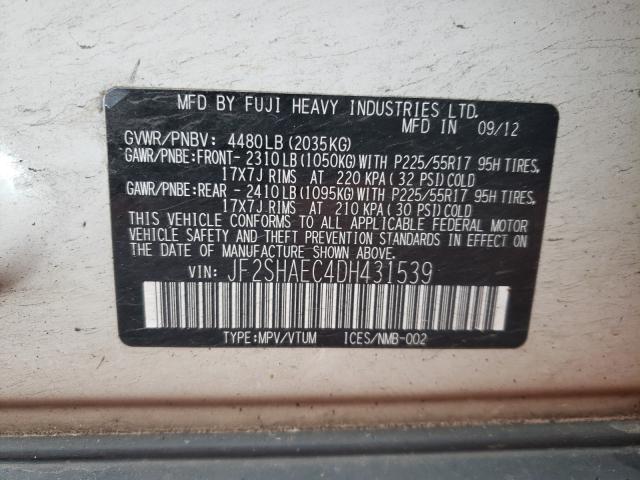 MFD BY FUJI HEAVY INDUSTRIES LTD.
MADE IN 09/12
GVWR/PNBV: 4480LB (2035KG)
GAWR/PNBE:FRONT- 2310LB (1050KG) WITH P225/55R17 95H TIRES,
17X7J RIMS AT 220 KPA (32 PSI) COLD
GAWR/PNBE:REAR - 2410LB (1095KG) WITH P225/55R17 95H TIRES,
17X7J RIMS AT 210 KPA (30 PSI) COLD
THIS VEHICLE CONFORMS TO ALL APPLICABLE FEDERAL MOTOR
VEHICLE SAFETY AND THEFT PREVENTION STANDARDS IN EFFECT ON
THE DATE OF MANUFACTURE SHOWN ABOVE.
VIN: JF2SHAEC4DH431539
TYPE:MPV/VTUM ICES/NMB-002